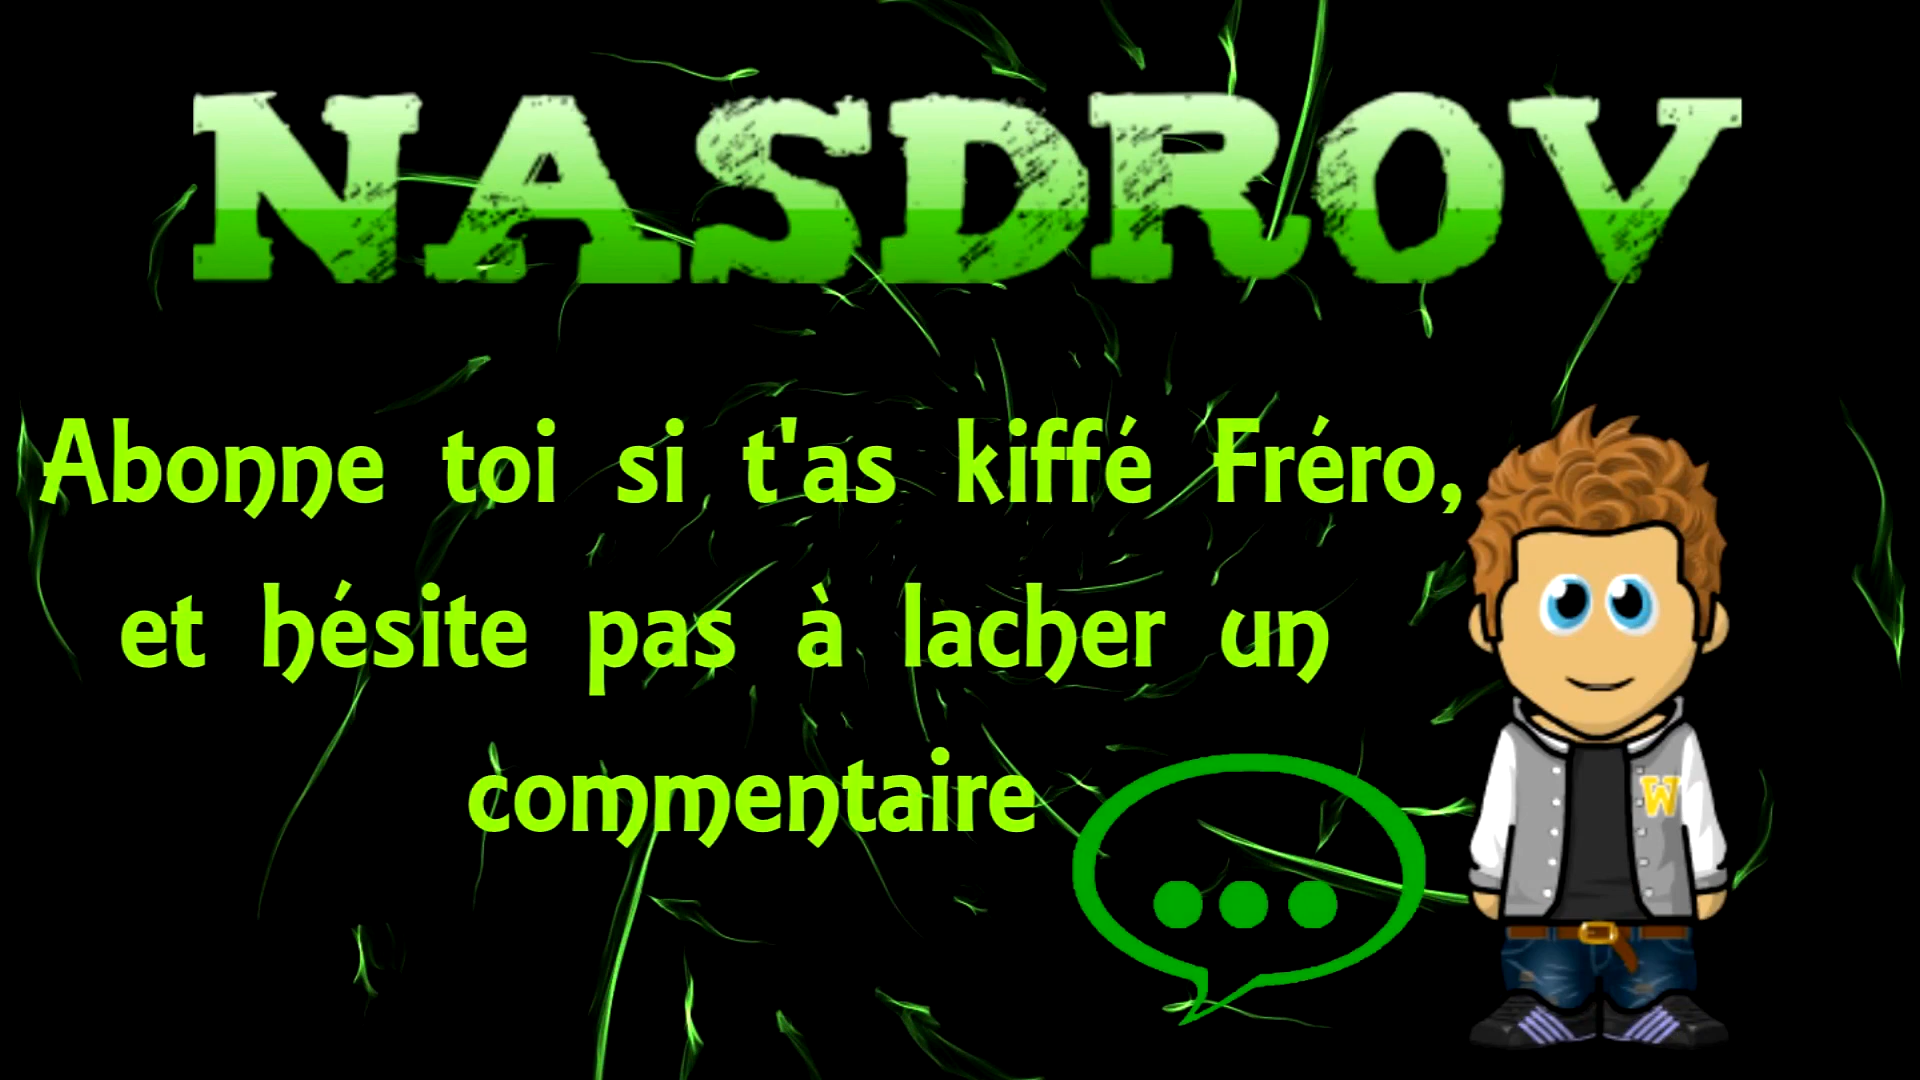 NASDROV
Abonne toi si t'as kiffé Fréro,
et hésite pas à lacher un
commentaire
W